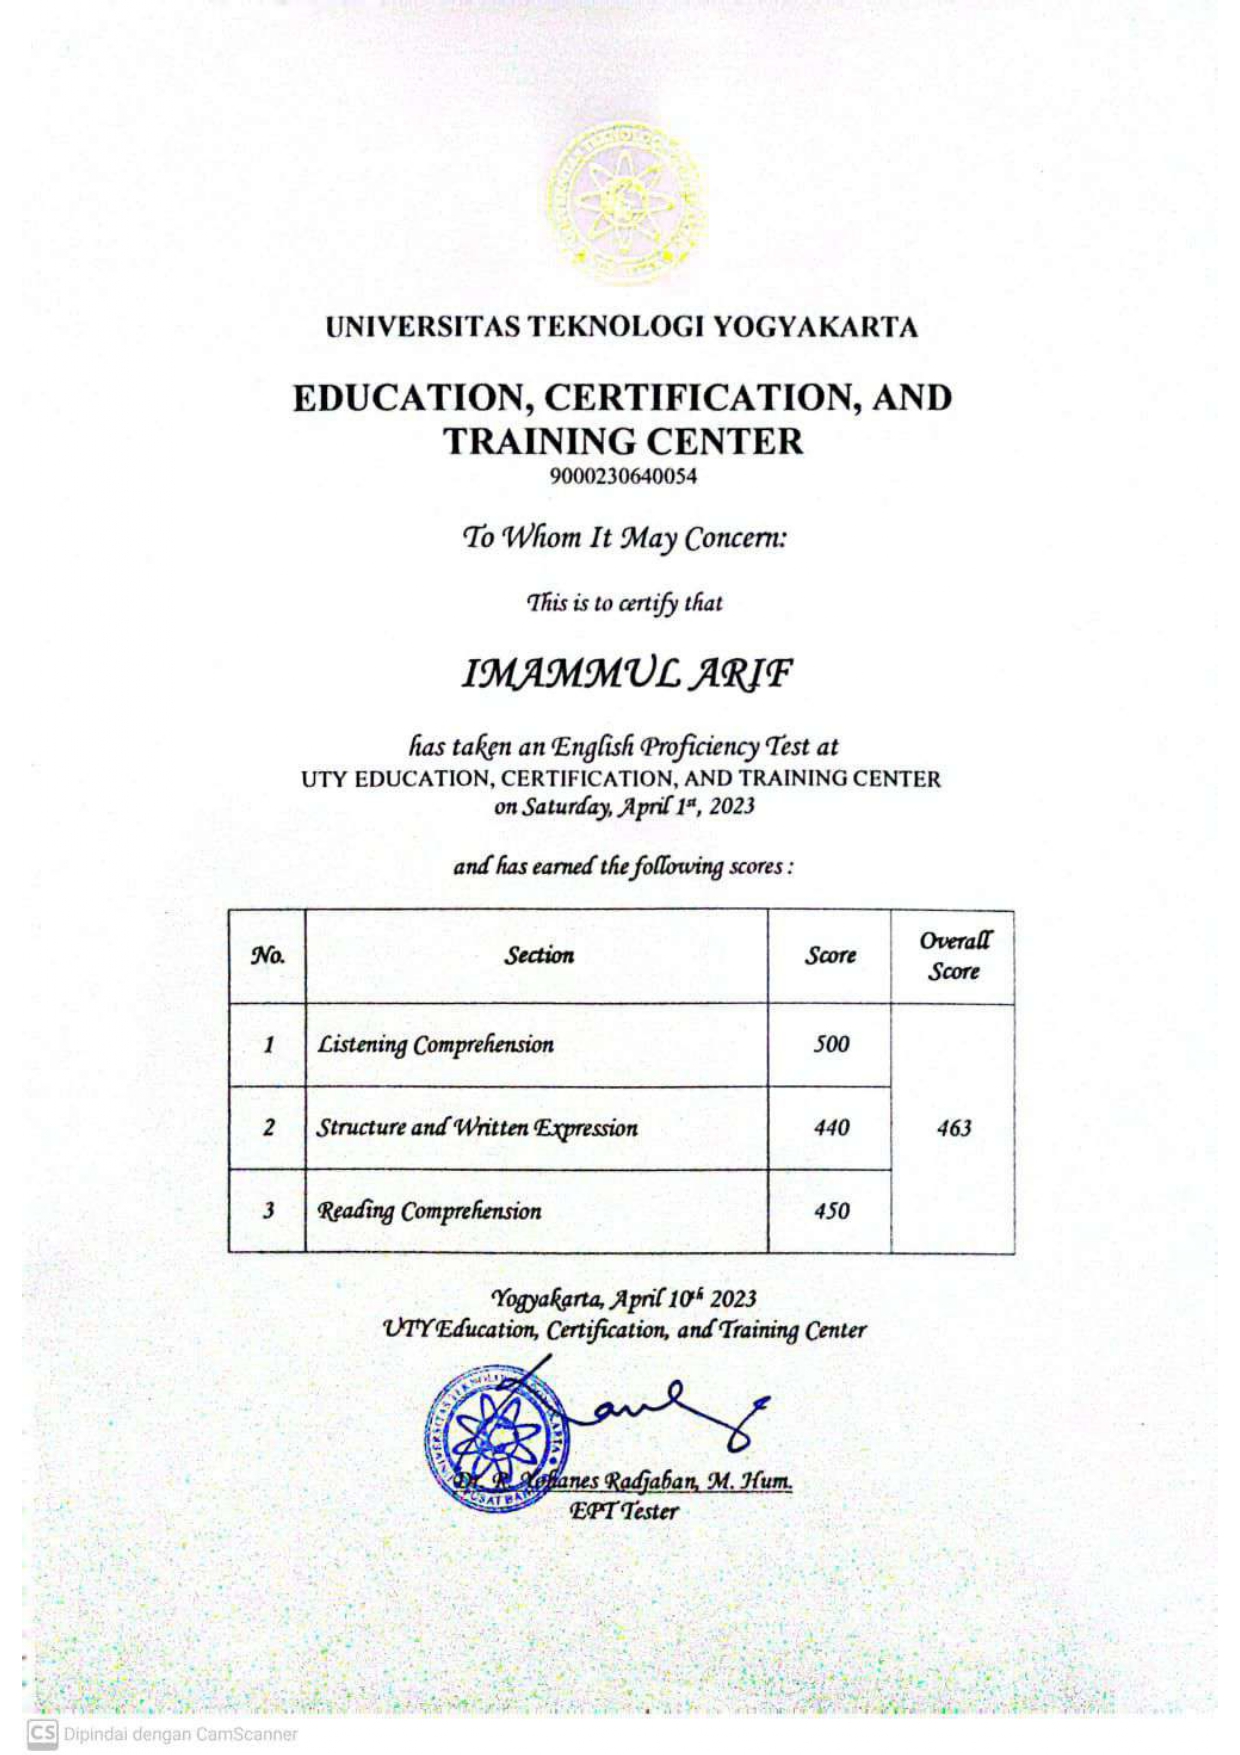 UNIVERSITAS TEKNOLOGI YOGYAKARTA
EDUCATION, CERTIFICATION, AND
TRAINING CENTER
9000230640054
To Whom It May Concern:
This is to certify that
IMAMMUL ARIF
has taken an English Proficiency Test at
UTY EDUCATION, CERTIFICATION, AND TRAINING CENTER
on Saturday, April 1st, 2023
and has earned the following scores :
No. Section Score Overall Score
1 Listening Comprehension 500
2 Structure and Written Expression 440 463
3 Reading Comprehension 450
Yogyakarta, April 10th 2023
UTY Education, Certification, and Training Center
Dr. R. Yohanes Radjaban, M. Hum.
EPT Tester
CS Dipindai dengan CamScanner